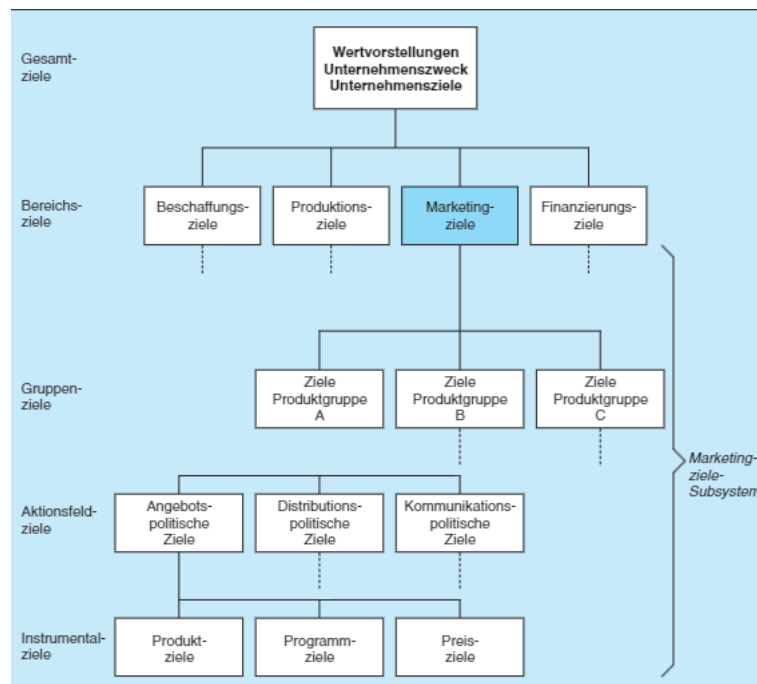 Gesamt-
ziele
Wertvorstellungen
Unternehmenszweck
Unternehmensziele
Bereichs-
ziele
Beschaffungs-
ziele
Produktions-
ziele
Marketing-
ziele
Finanzierungs-
ziele
Gruppen-
ziele
Ziele
Produktgruppe
A
Ziele
Produktgruppe
B
Ziele
Produktgruppe
C
Marketing-
ziele-
Subsystem
Aktionsfeld-
ziele
Angebots-
politische
Ziele
Distributions-
politische
Ziele
Kommunikations-
politische
Ziele
Instrumental-
ziele
Produkt-
ziele
Programm-
ziele
Preis-
ziele